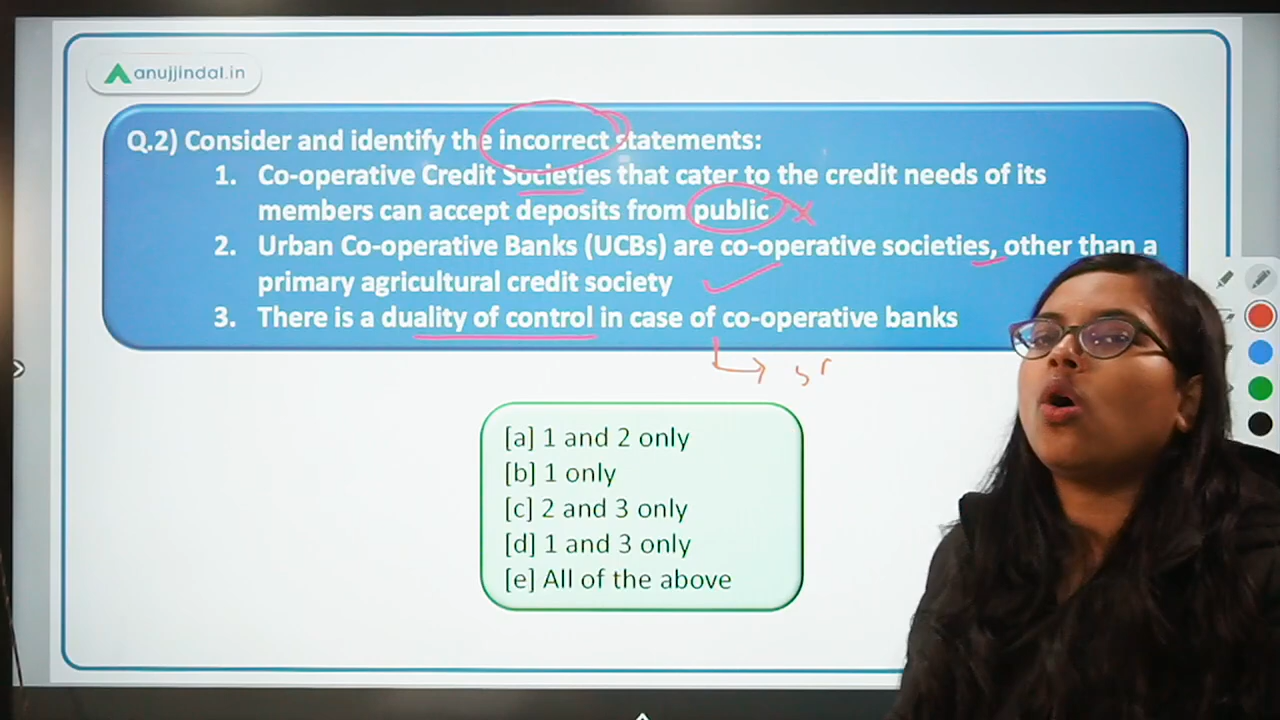 anujjindal.in
Q.2) Consider and identify the incorrect statements:
1. Co-operative Credit Societies that cater to the credit needs of its
members can accept deposits from public
2. Urban Co-operative Banks (UCBs) are co-operative societies, other than a
primary agricultural credit society
3. There is a duality of control in case of co-operative banks
[a] 1 and 2 only
[b] 1 only
[c] 2 and 3 only
[d] 1 and 3 only
[e] All of the above